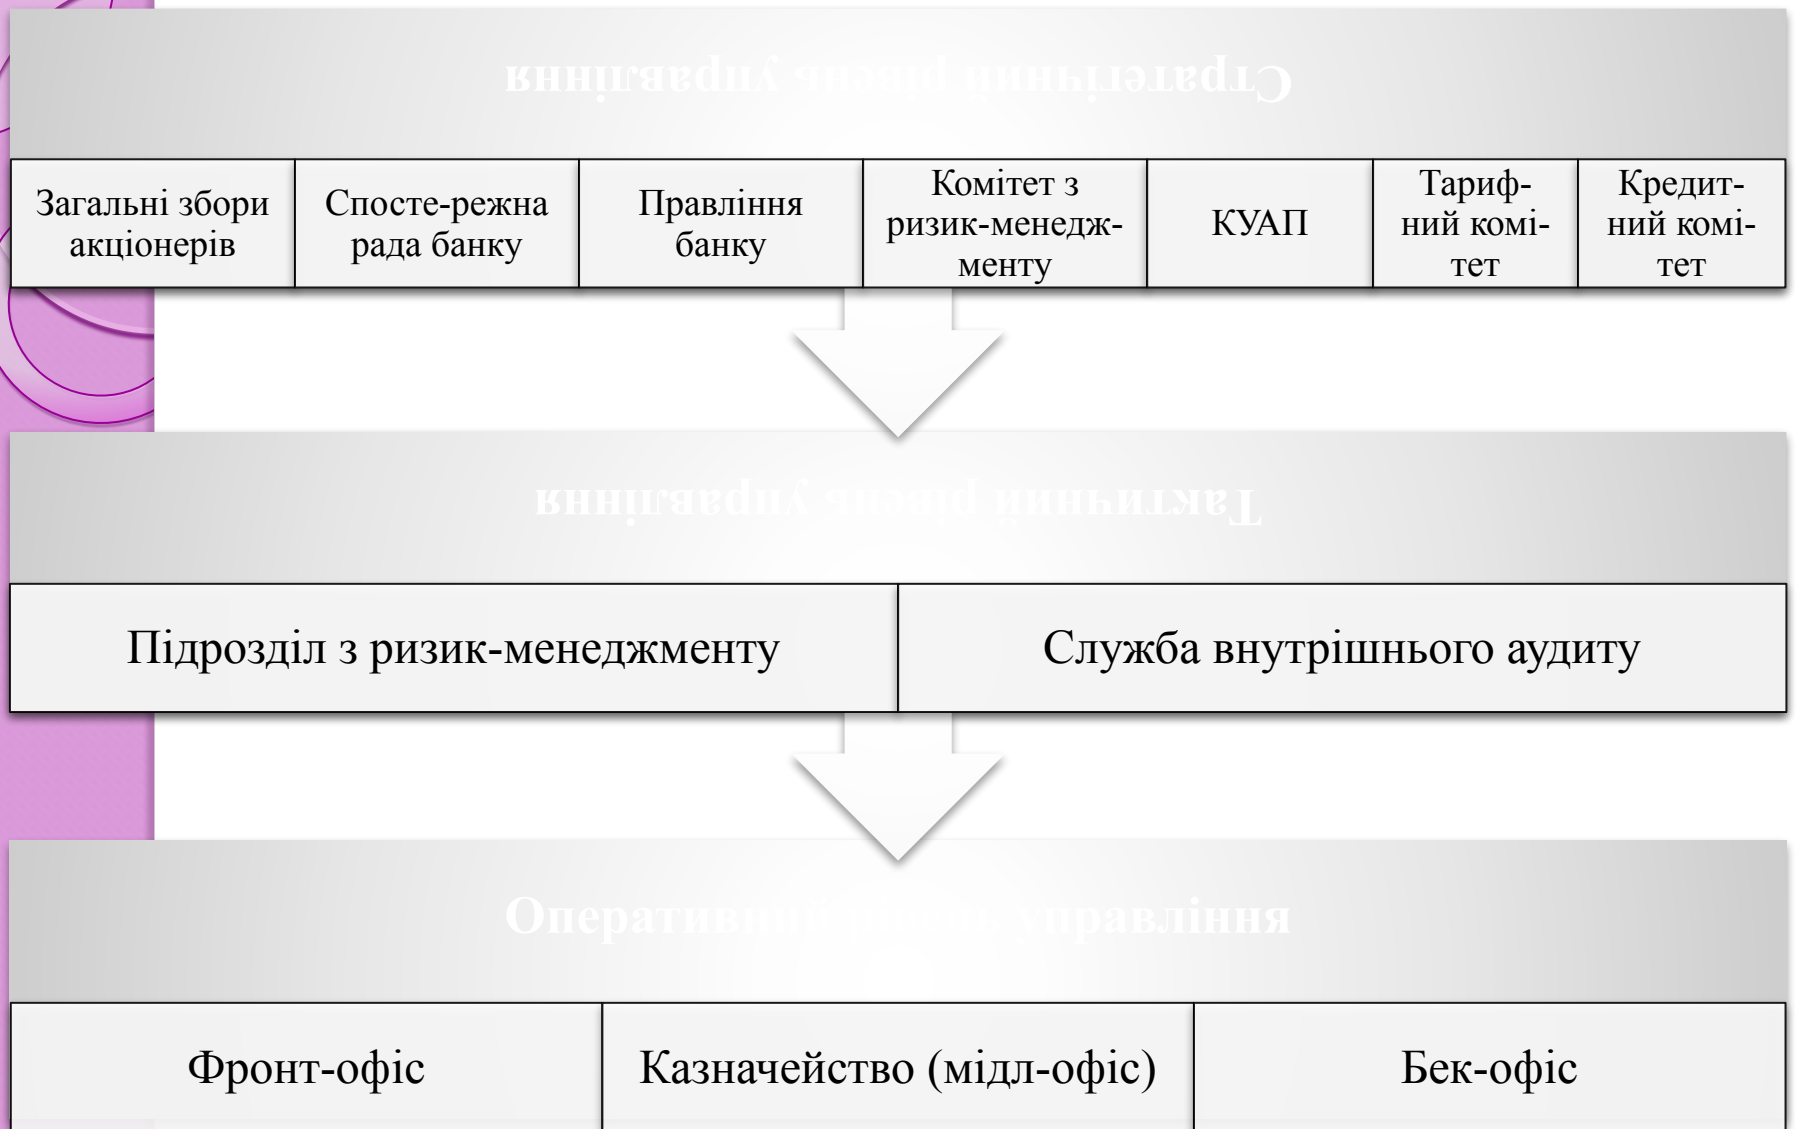 Стратегічний рівень управління
Загальні збори
акціонерів
Спосте-режна
рада банку
Правління
банку
Комітет з
ризик-менедж-
менту
КУАП
Тариф-
ний комі-
тет
Кредит-
ний комі-
тет
Тактичний рівень управління
Підрозділ з ризик-менеджменту
Служба внутрішнього аудиту
Оперативний рівень управління
Фронт-офіс
Казначейство (мідл-офіс)
Бек-офіс